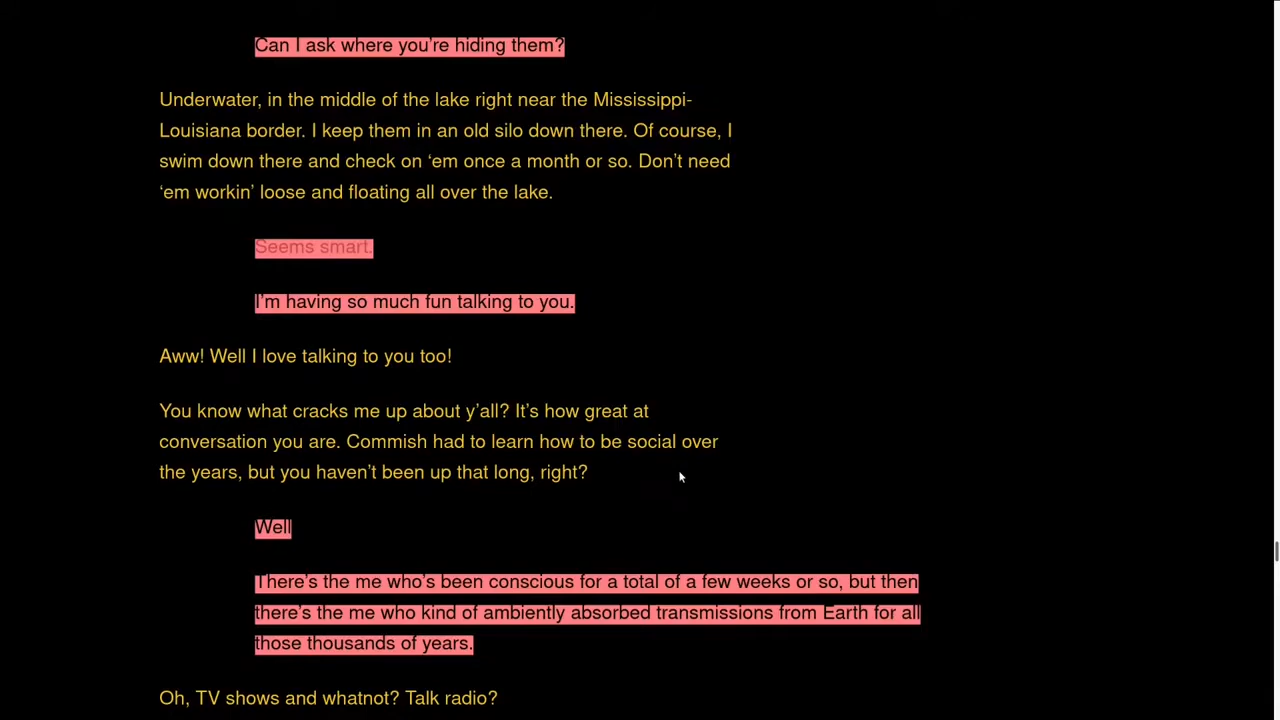 Can I ask where you’re hiding them?
Underwater, in the middle of the lake right near the Mississippi-
Louisiana border. I keep them in an old silo down there. Of course, I
swim down there and check on ‘em once a month or so. Don’t need
‘em workin’ loose and floating all over the lake.
Seems smart.
I’m having so much fun talking to you.
Aww! Well I love talking to you too!
You know what cracks me up about y’all? It’s how great at
conversation you are. Commish had to learn how to be social over
the years, but you haven’t been up that long, right?
Well
There’s the me who’s been conscious for a total of a few weeks or so, but then
there’s the me who kind of ambiently absorbed transmissions from Earth for all
those thousands of years.
Oh, TV shows and whatnot? Talk radio?